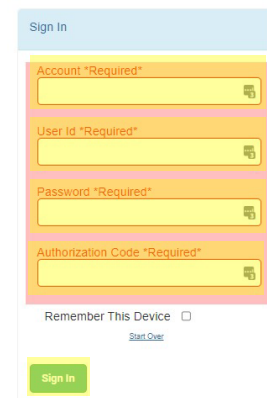 Sign In
Account *Required*
User Id *Required*
Password *Required*
Authorization Code *Required*
Remember This Device
Start Over
Sign In